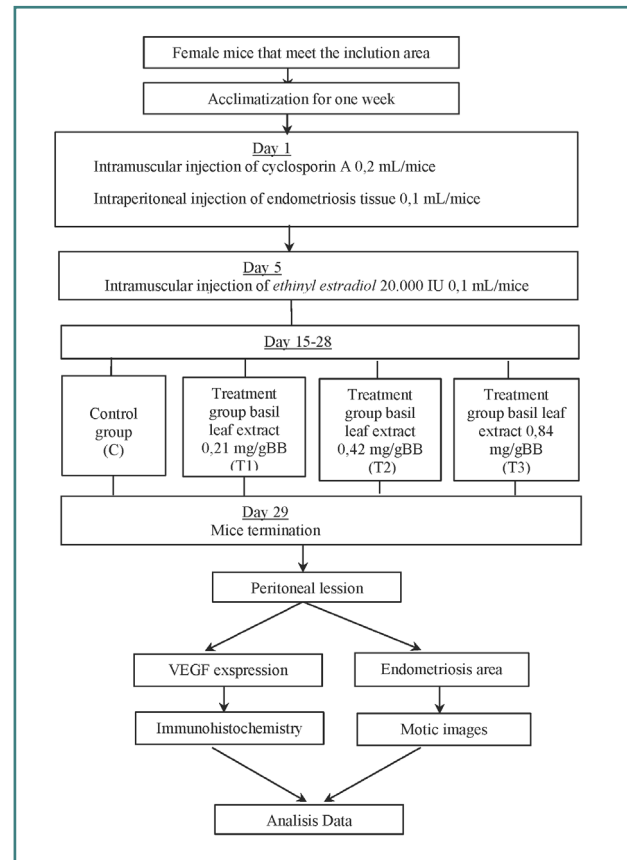 Female mice that meet the inclution area
Acclimatization for one week
Day 1
Intramuscular injection of cyclosporin A 0,2 mL/mice
Intraperitoneal injection of endometriosis tissue 0,1 mL/mice
Day 5
Intramuscular injection of ethinyl estradiol 20.000 IU 0,1 mL/mice
Day 15-28
Control
group
(C)
Treatment
group basil
leaf extract
0,21 mg/gBB
(T1)
Treatment
group basil
leaf extract
0,42 mg/gBB
(T2)
Treatment
group basil leaf
extract 0,84
mg/gBB
(T3)
Day 29
Mice termination
Peritoneal lession
VEGF exspression
Endometriosis area
Immunohistochemistry
Motic images
Analisis Data